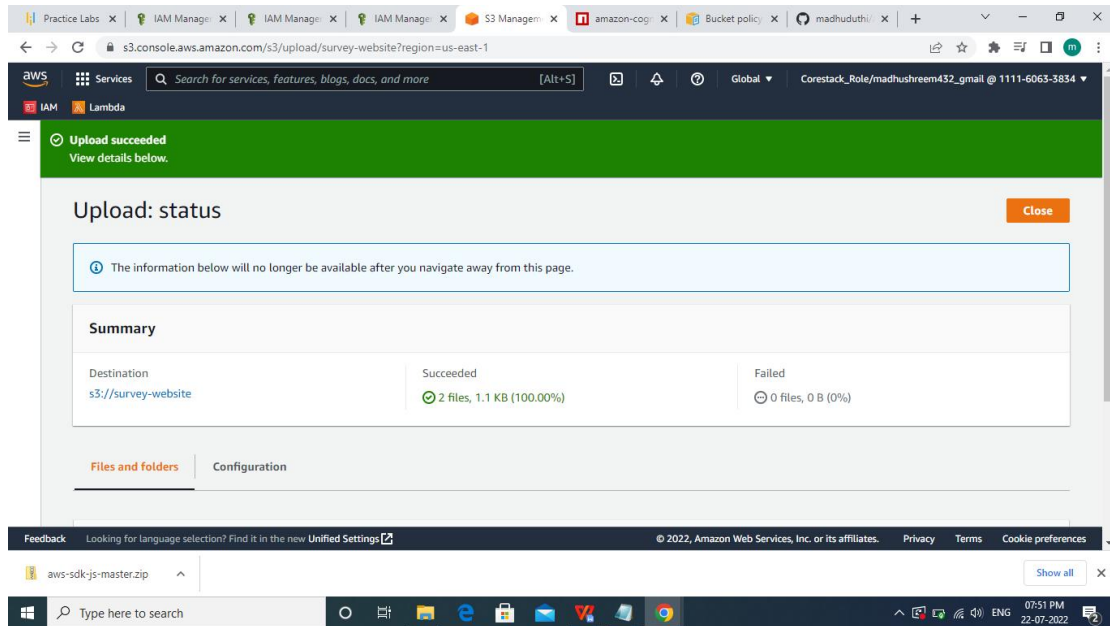 Practice Labs
IAM Manage
IAM Manage
IAM Manage
S3 Managem
amazon-cog
Bucket policy
madhuduthi/
s3.console.aws.amazon.com/s3/upload/survey-website?region=us-east-1
m
aws
Services
Search for services, features, blogs, docs, and more
[Alt+S]
Global
Corestack_Role/madhushreem432_gmail @ 1111-6063-3834
IAM
Lambda
Upload succeeded
View details below.
Upload: status
Close
The information below will no longer be available after you navigate away from this page.
Summary
Destination
s3://survey-website
Succeeded
2 files, 1.1 KB (100.00%)
Failed
0 files, 0 B (0%)
Files and folders
Configuration
Feedback
Looking for language selection? Find it in the new Unified Settings
© 2022, Amazon Web Services, Inc. or its affiliates.
Privacy
Terms
Cookie preferences
aws-sdk-js-master.zip
Show all
Type here to search
ENG
07:51 PM
22-07-2022
2